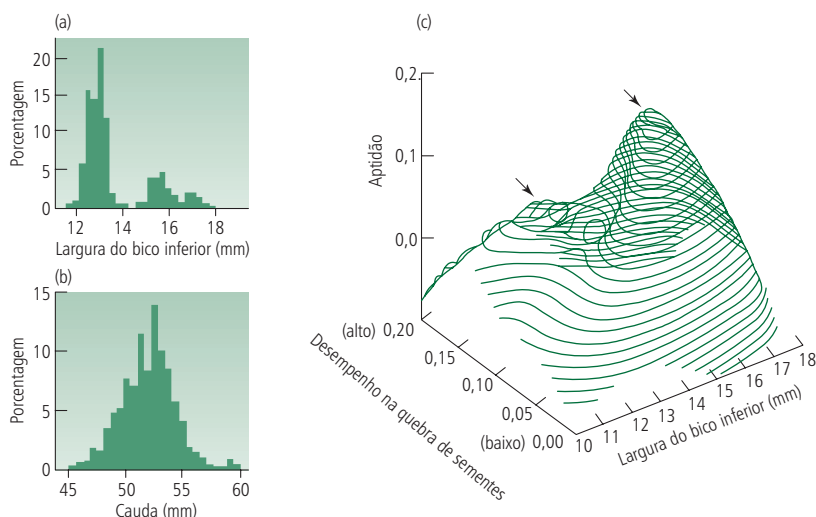 (a)
20
15
10
5
0
Porcentagem
12 14 16 18
Largura do bico inferior (mm)
(b)
15
10
5
0
Porcentagem
45 50 55 60
Cauda (mm)
(c)
0,2
0,1
0,0
Aptidão
(alto) 0,20
0,15
0,10
0,05
(baixo) 0,00
Desempenho na quebra de sementes
10 11 12 13 14 15 16 17 18
Largura do bico inferior (mm)